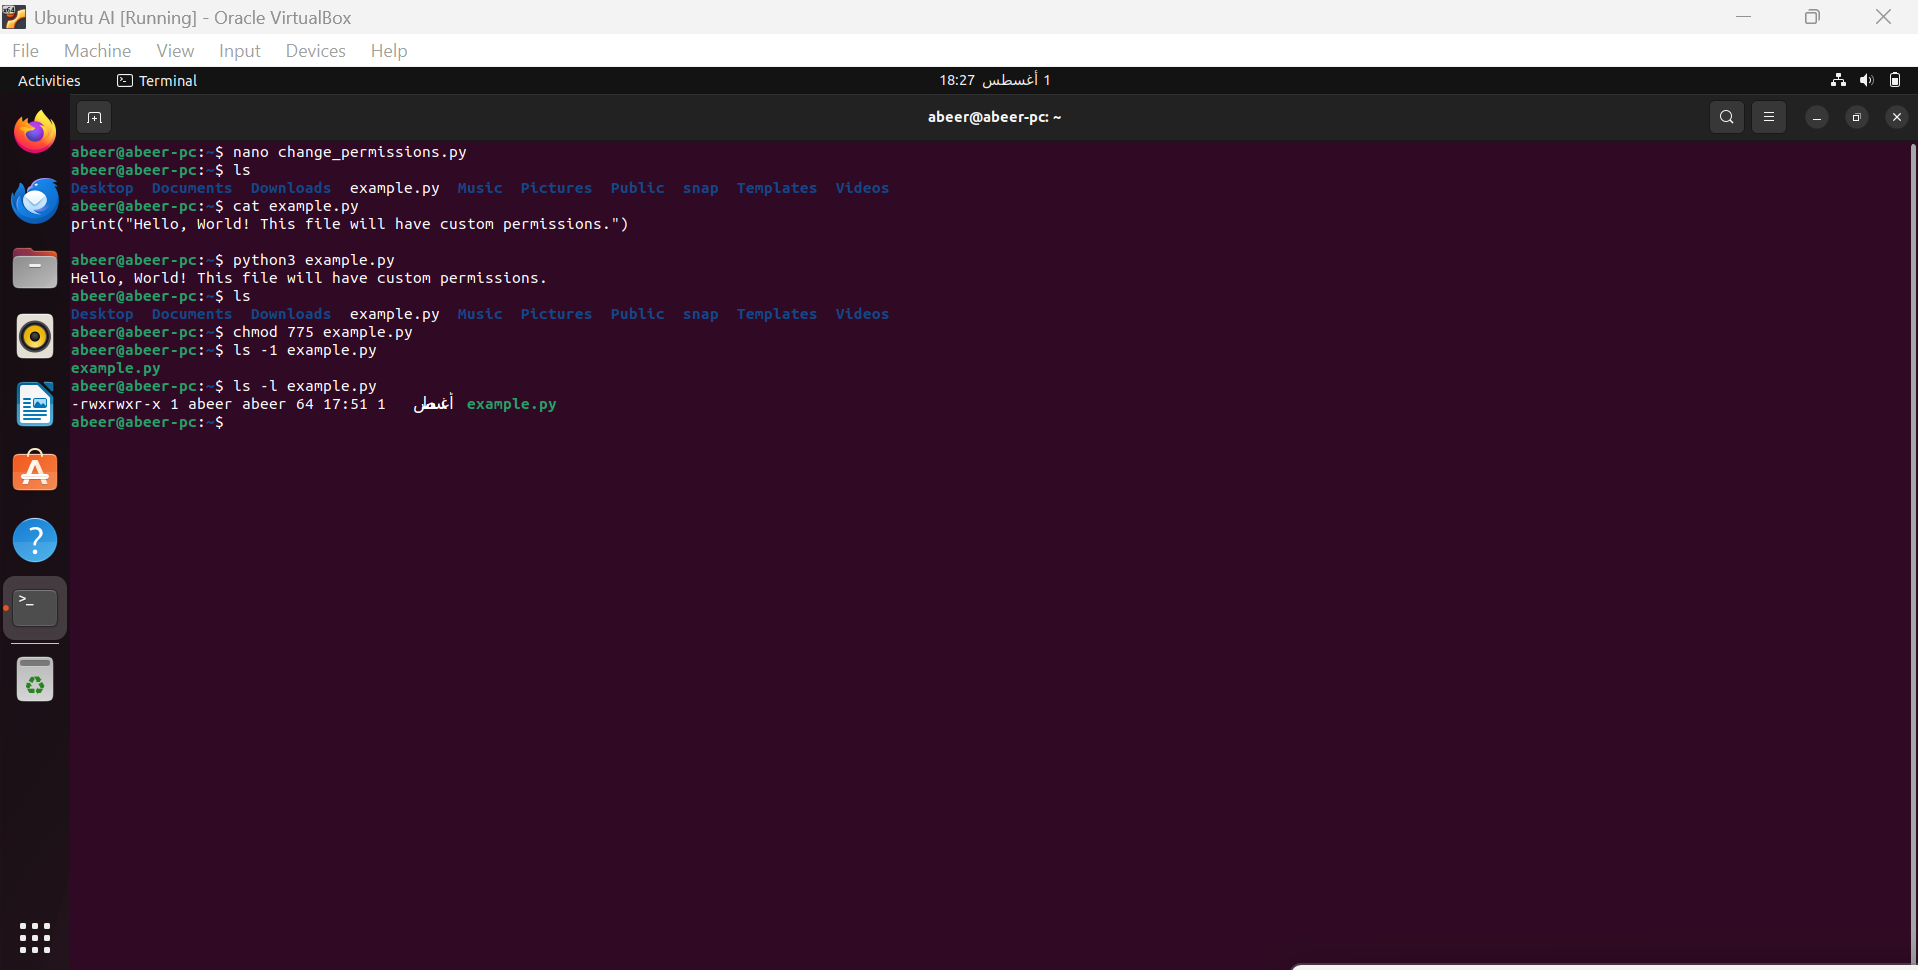 Ubuntu AI [Running] - Oracle VirtualBox
File Machine View Input Devices Help
Activities Terminal 18:27 أغسطس 1
abeer@abeer-pc: ~
abeer@abeer-pc:~$ nano change_permissions.py
abeer@abeer-pc:~$ ls
Desktop Documents Downloads example.py Music Pictures Public snap Templates Videos
abeer@abeer-pc:~$ cat example.py
print("Hello, World! This file will have custom permissions.")
abeer@abeer-pc:~$ python3 example.py
Hello, World! This file will have custom permissions.
abeer@abeer-pc:~$ ls
Desktop Documents Downloads example.py Music Pictures Public snap Templates Videos
abeer@abeer-pc:~$ chmod 775 example.py
abeer@abeer-pc:~$ ls -1 example.py
example.py
abeer@abeer-pc:~$ ls -l example.py
-rwxrwxr-x 1 abeer abeer 64 17:51 1 أغسطس example.py
abeer@abeer-pc:~$